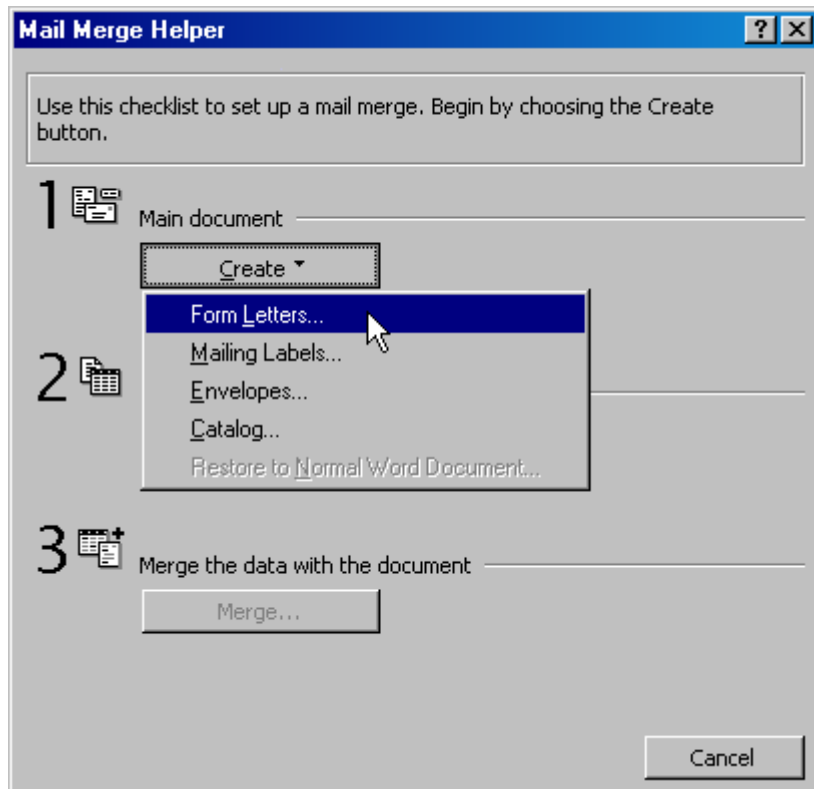 Mail Merge Helper
Use this checklist to set up a mail merge. Begin by choosing the Create
button.
1
Main document
Create
Form Letters...
Mailing Labels...
Envelopes...
Catalog...
Restore to Normal Word Document...
2
3
Merge the data with the document
Merge...
Cancel